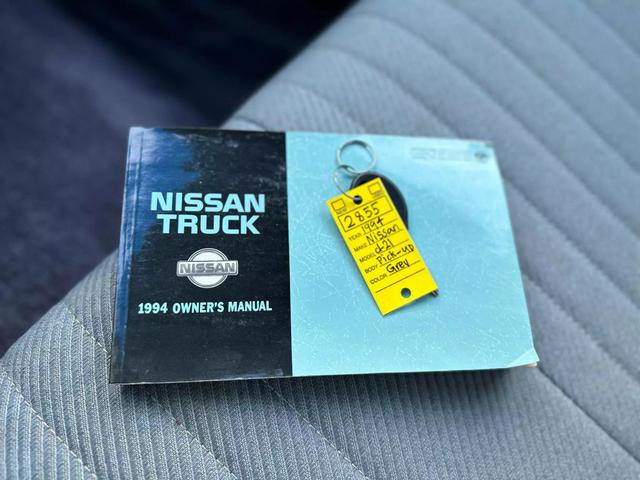 NISSAN
TRUCK
NISSAN
1994 OWNER'S MANUAL
2855
YEAR 1994
MAKE Nissan
MODEL d-21
BODY Pick-UP
COLOR Grey